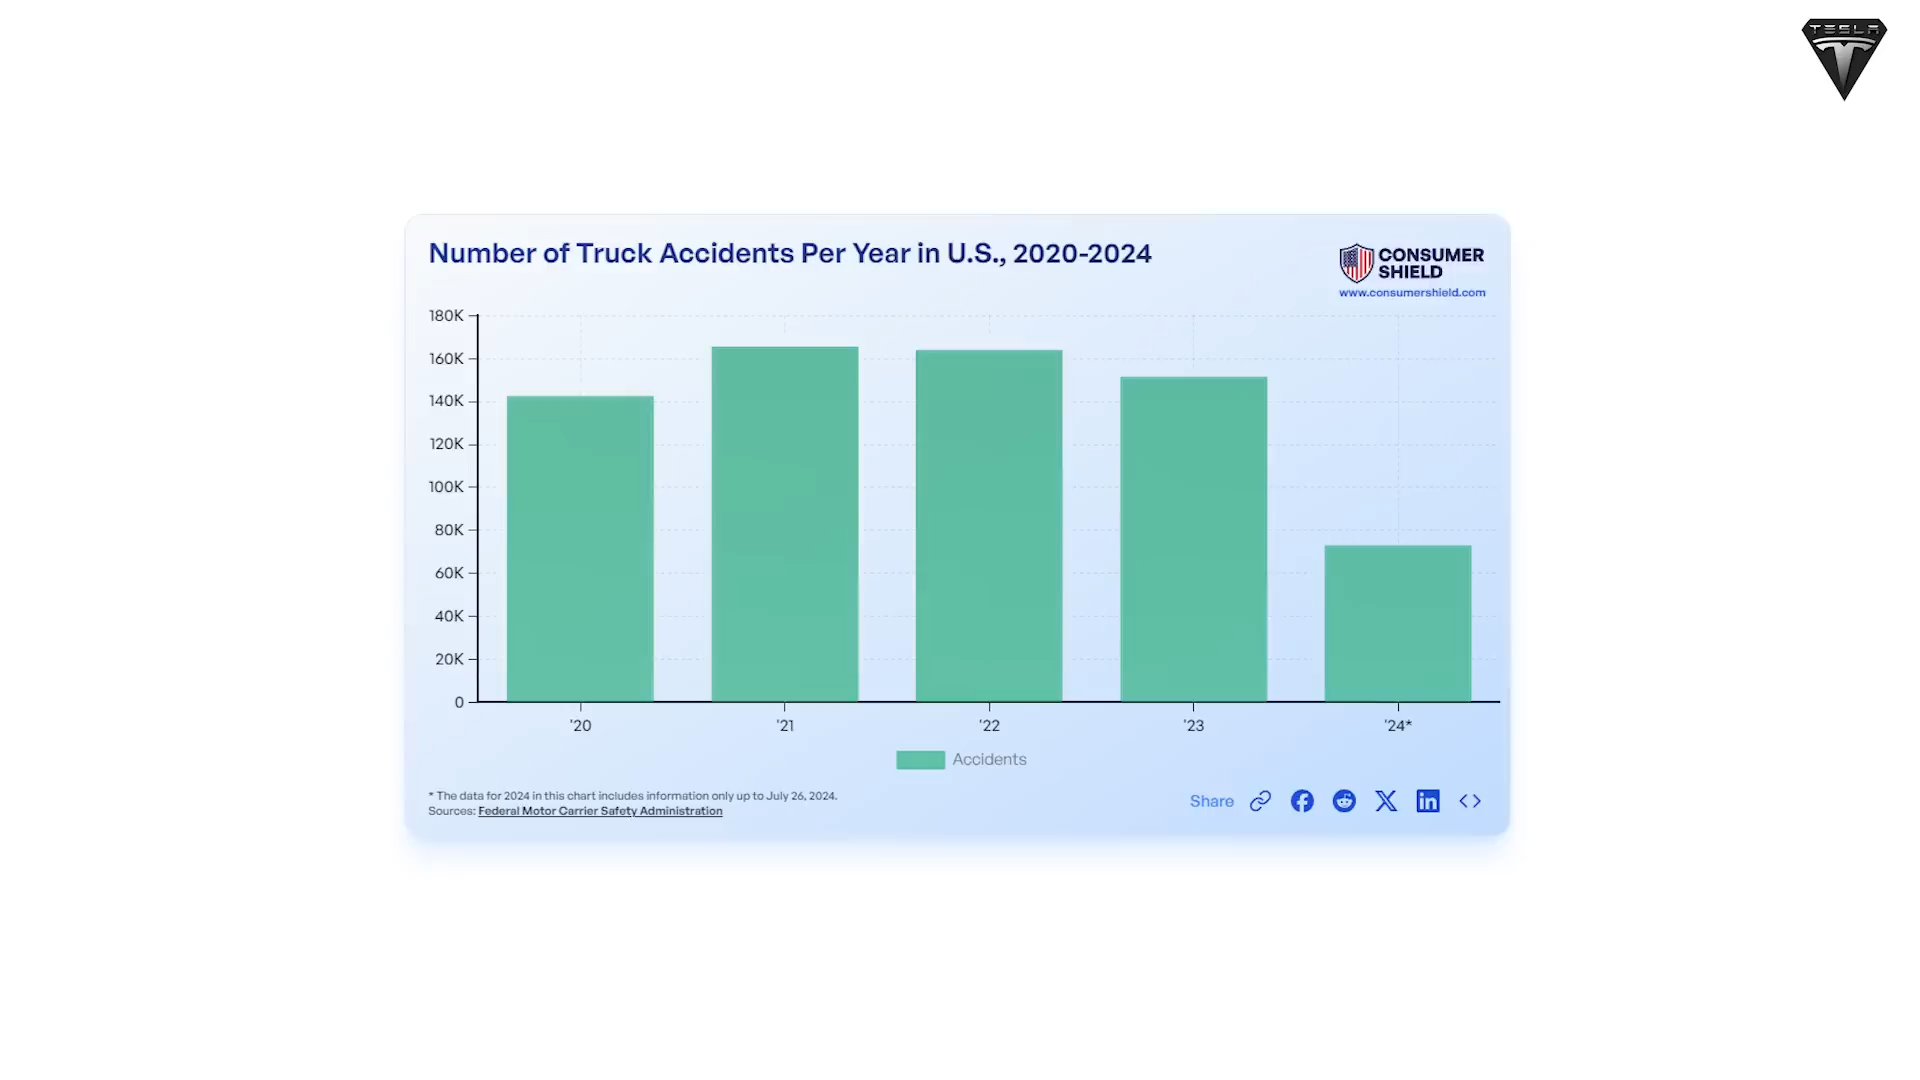 TESLA
Number of Truck Accidents Per Year in U.S., 2020-2024
CONSUMER
SHIELD
www.consumershield.com
180K
160K
140K
120K
100K
80K
60K
40K
20K
0
'20 '21 '22 '23 '24*
Accidents
* The data for 2024 in this chart includes information only up to July 26, 2024.
Sources: Federal Motor Carrier Safety Administration
Share